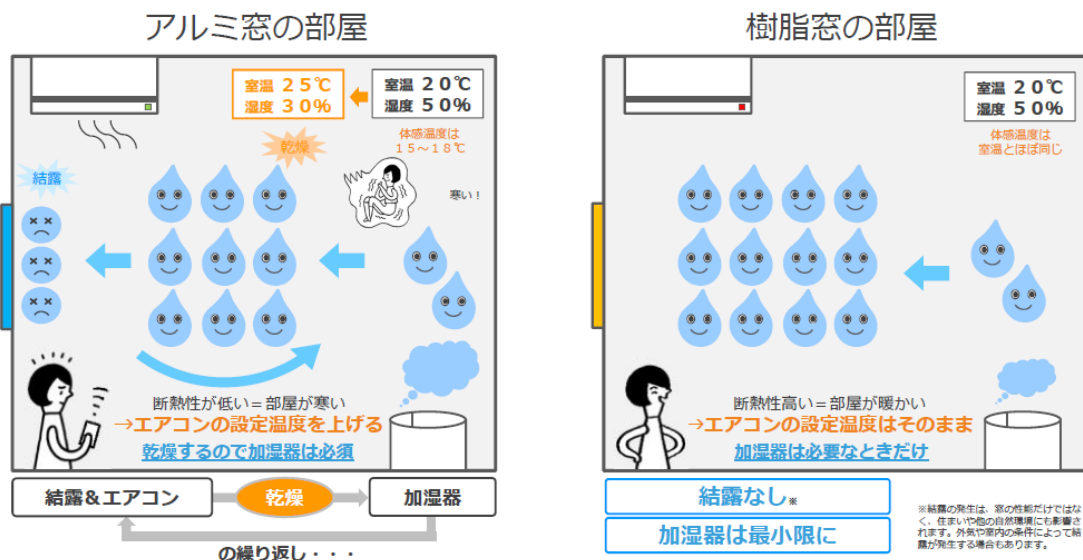 アルミ窓の部屋
室温 25℃
湿度 30%
室温 20℃
湿度 50%
体感温度は
15~18℃
乾燥
寒い!
結露
断熱性が低い=部屋が寒い
→エアコンの設定温度を上げる
乾燥するので加湿器は必須
結露&エアコン
乾燥
加湿器
の繰り返し・・・
樹脂窓の部屋
室温 20℃
湿度 50%
体感温度は
室温とほぼ同じ
断熱性高い=部屋が暖かい
→エアコンの設定温度はそのまま
加湿器は必要なときだけ
結露なし※
加湿器は最小限に
※結露の発生は、窓の性能だけではな
く、住まいや他の自然環境にも影響さ
れます。外気や室内の条件によって結
露が発生する場合もあります。